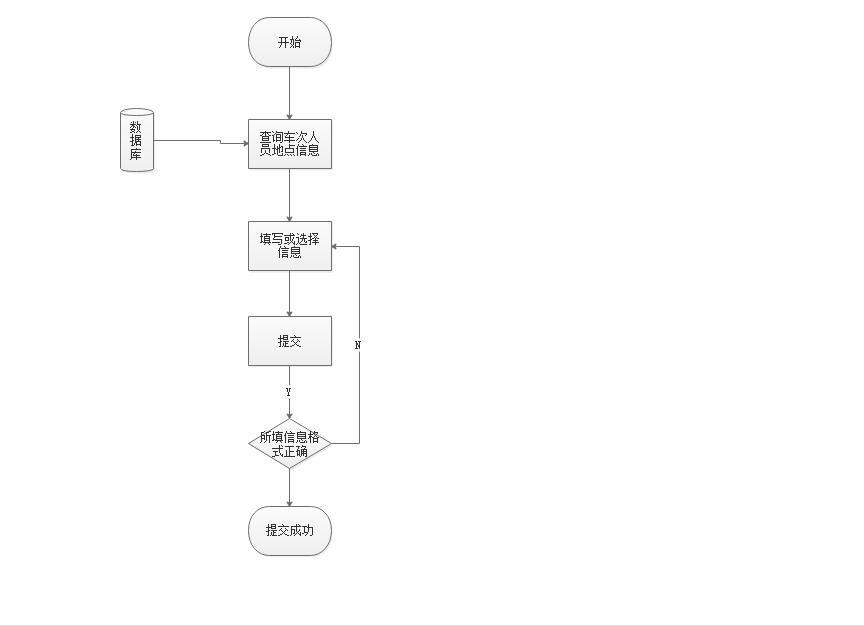 开始
数
据
库
查询车次人
员地点信息
填写或选择
信息
提交
N
Y
所填信息格
式正确
提交成功